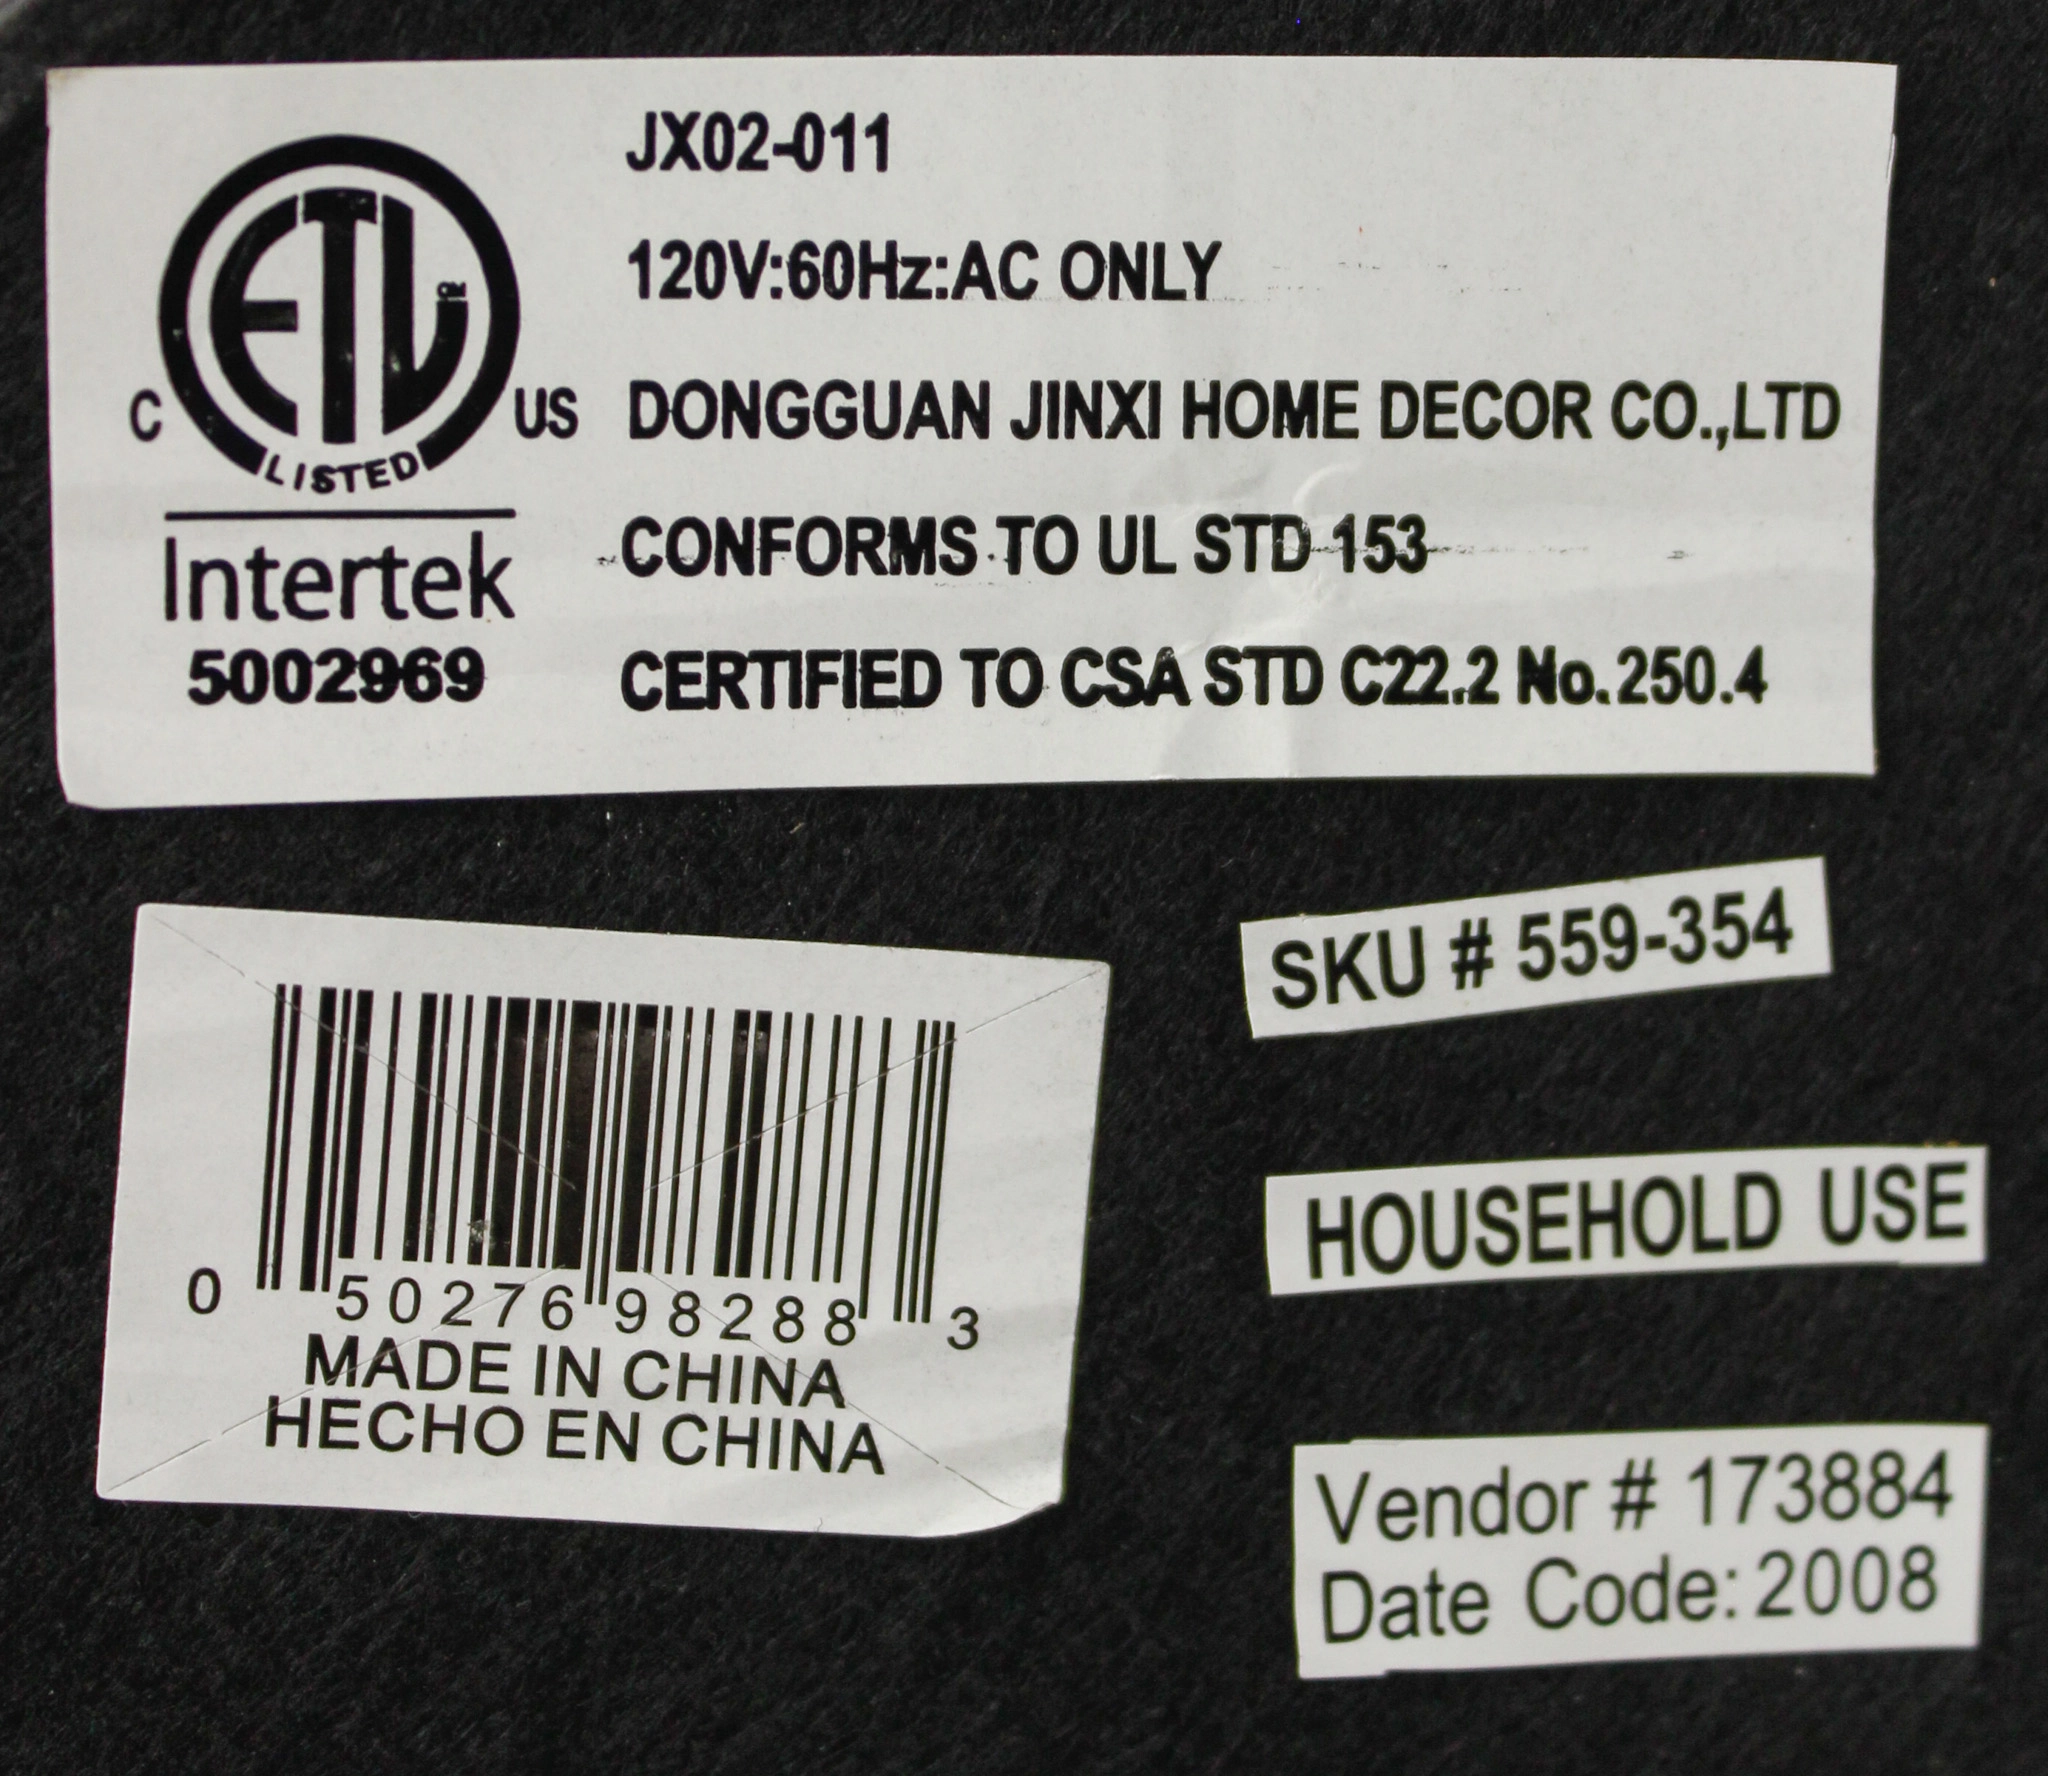 JX02-011
120V:60Hz:AC ONLY
DONGGUAN JINXI HOME DECOR CO.,LTD
CONFORMS TO UL STD 153
CERTIFIED TO CSA STD C22.2 No.250.4
ETL
C US
LISTED
Intertek
5002969
SKU # 559-354
0 50276 98288 3
MADE IN CHINA
HECHO EN CHINA
HOUSEHOLD USE
Vendor # 173884
Date Code: 2008